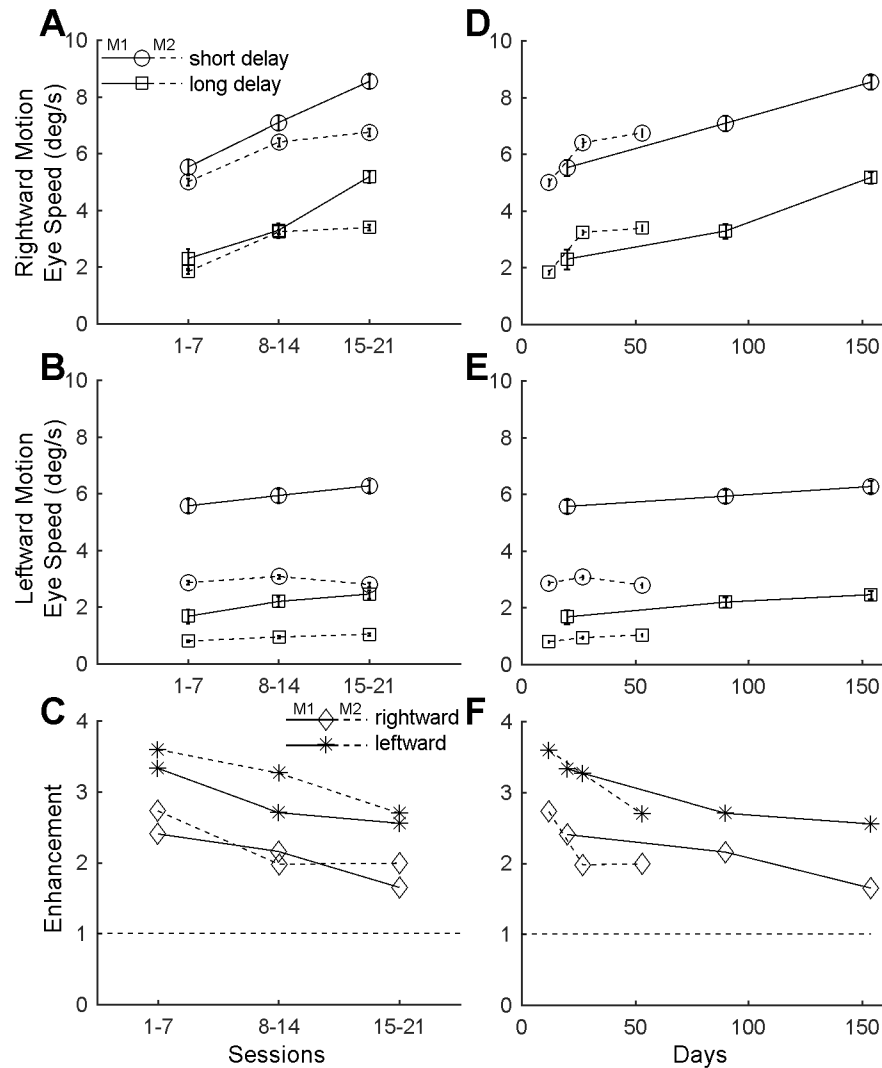 A
M1 M2
short delay
long delay
10
8
6
4
2
0
Rightward Motion
Eye Speed (deg/s)
1-7 8-14 15-21
D
10
8
6
4
2
0
0 50 100 150
B
10
8
6
4
2
0
Leftward Motion
Eye Speed (deg/s)
1-7 8-14 15-21
E
10
8
6
4
2
0
0 50 100 150
C
M1 M2
rightward
leftward
4
3
2
1
0
Enhancement
1-7 8-14 15-21
Sessions
F
4
3
2
1
0
0 50 100 150
Days